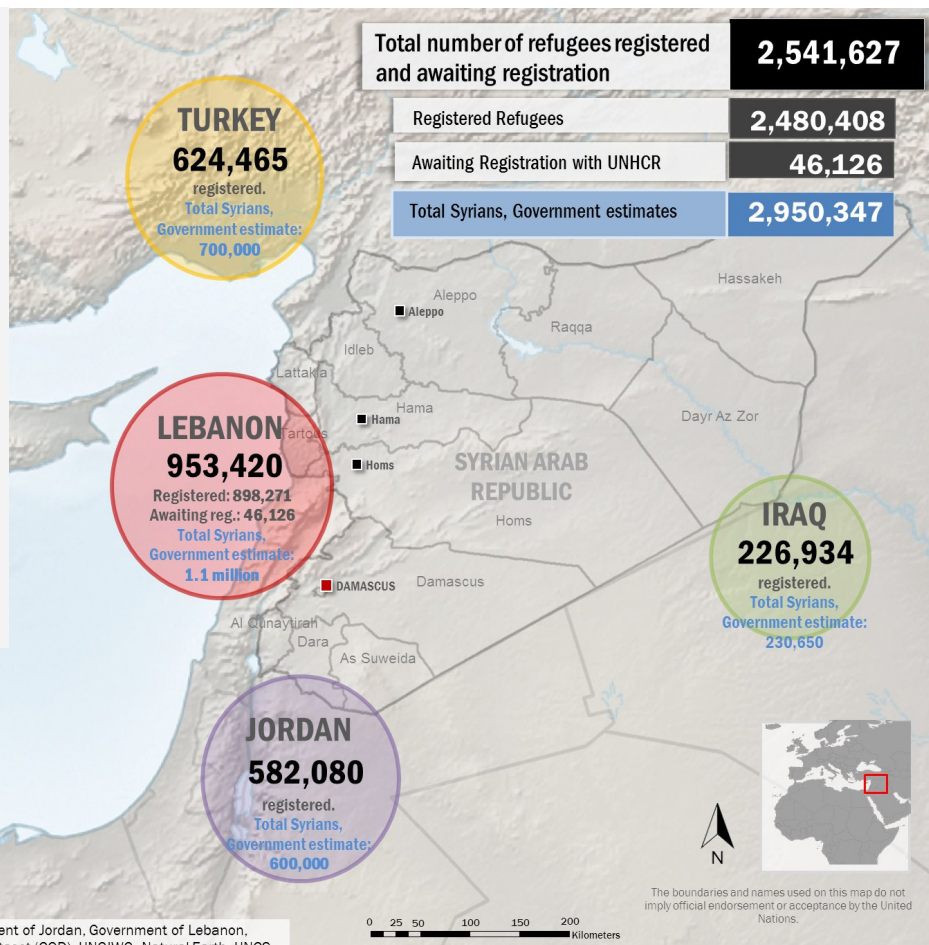 Total number of refugees registered
and awaiting registration
2,541,627
Registered Refugees
2,480,408
Awaiting Registration with UNHCR
46,126
Total Syrians, Government estimates
2,950,347
TURKEY
624,465
registered.
Total Syrians,
Government estimate:
700,000
Hassakeh
Aleppo
Aleppo
Raqqa
Idleb
Lattakia
Hama
Hama
Dayr Az Zor
LEBANON
Tartous
953,420
Registered: 898,271
Awaiting reg.: 46,126
Total Syrians,
Government estimate:
1.1 million
Homs
SYRIAN ARAB
REPUBLIC
Homs
IRAQ
226,934
registered.
Total Syrians,
Government estimate:
230,650
DAMASCUS
Damascus
Al Qunaytirah
Dara
As Suweida
JORDAN
582,080
registered.
Total Syrians,
Government estimate:
600,000
N
The boundaries and names used on this map do not
imply official endorsement or acceptance by the United
Nations.
0 25 50 100 150 200
Kilometers
ent of Jordan, Government of Lebanon,
(COD), UNGIWG, Natural Earth, UNCS